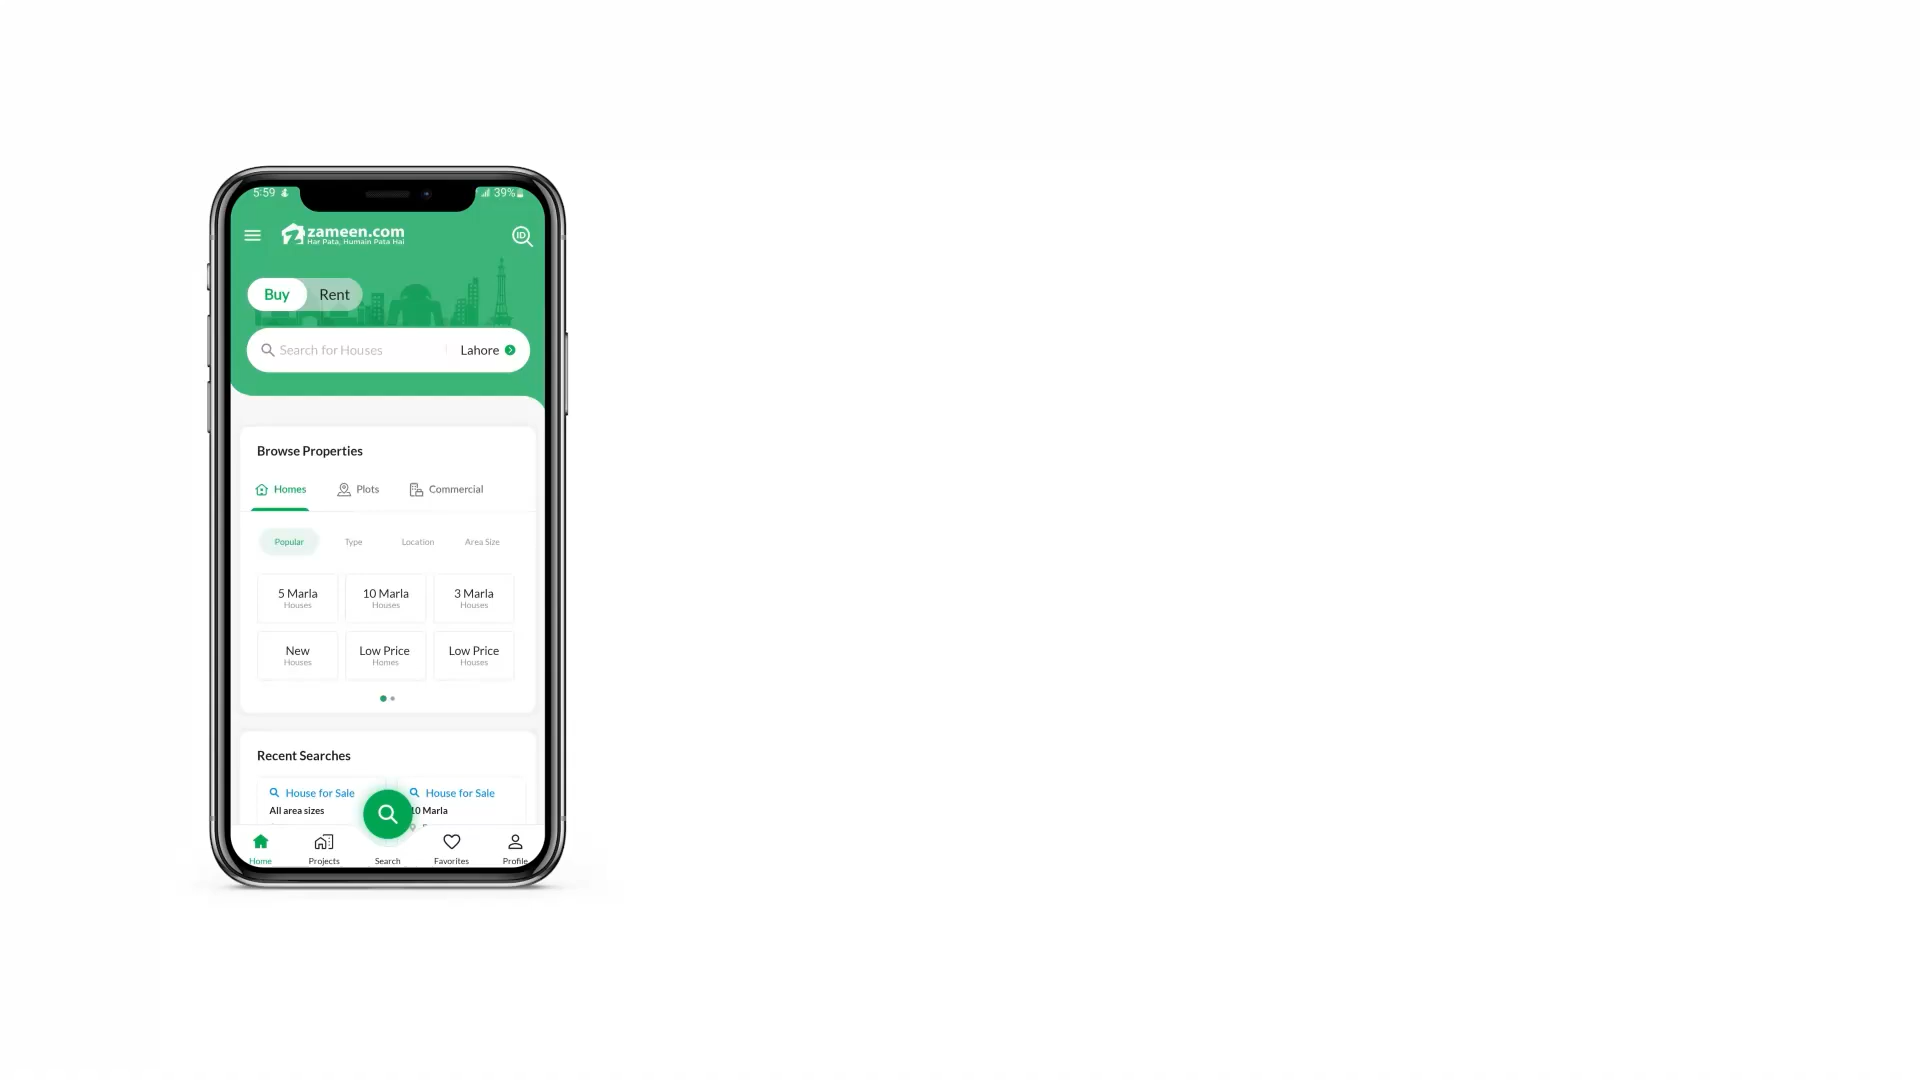 5:59
39%
zameen.com
Har Pata, Humain Pata Hai
ID
Buy Rent
Search for Houses Lahore
Browse Properties
Homes Plots Commercial
Popular Type Location Area Size
5 Marla 10 Marla 3 Marla
Houses Houses Houses
New Low Price Low Price
Houses Homes Houses
Recent Searches
House for Sale House for Sale
All area sizes 10 Marla
Home Projects Search Favorites Profile